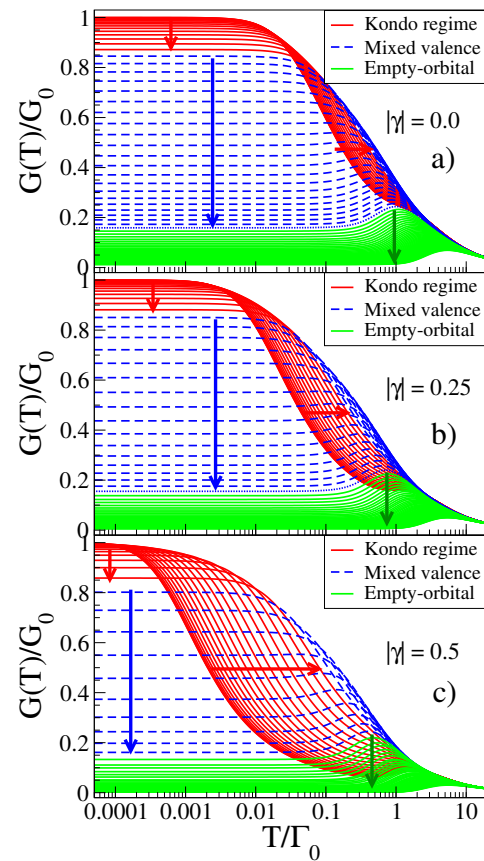 G(T)/G₀
1
0.8
0.6
0.4
0.2
0
Kondo regime
Mixed valence
Empty-orbital
|γ| = 0.0
a)
G(T)/G₀
1
0.8
0.6
0.4
0.2
0
Kondo regime
Mixed valence
Empty-orbital
|γ| = 0.25
b)
G(T)/G₀
1
0.8
0.6
0.4
0.2
0
Kondo regime
Mixed valence
Empty-orbital
|γ| = 0.5
c)
0.0001 0.001 0.01 0.1 1 10
T/Γ₀